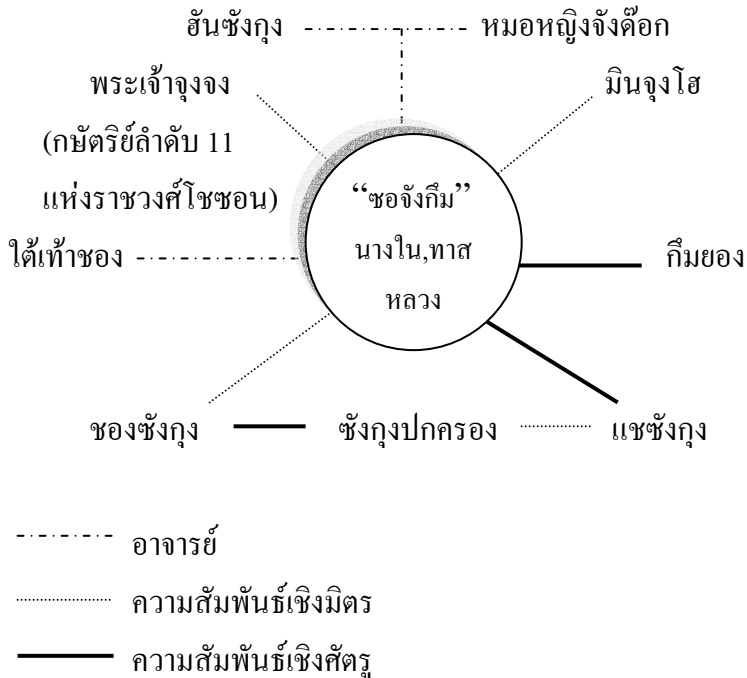 ฮันซังกุง หมอหญิงจังด๊อก
พระเจ้าจุงจง มินจุงโฮ
(กษัตริย์ลำดับ 11
แห่งราชวงศ์โชซอน)
“ซอจังกึม”
นางใน,ทาส
หลวง
ใต้เท้าชอง กึมยอง
ชองซังกุง ซังกุงปกครอง แชซังกุง
อาจารย์
ความสัมพันธ์เชิงมิตร
ความสัมพันธ์เชิงศัตรู